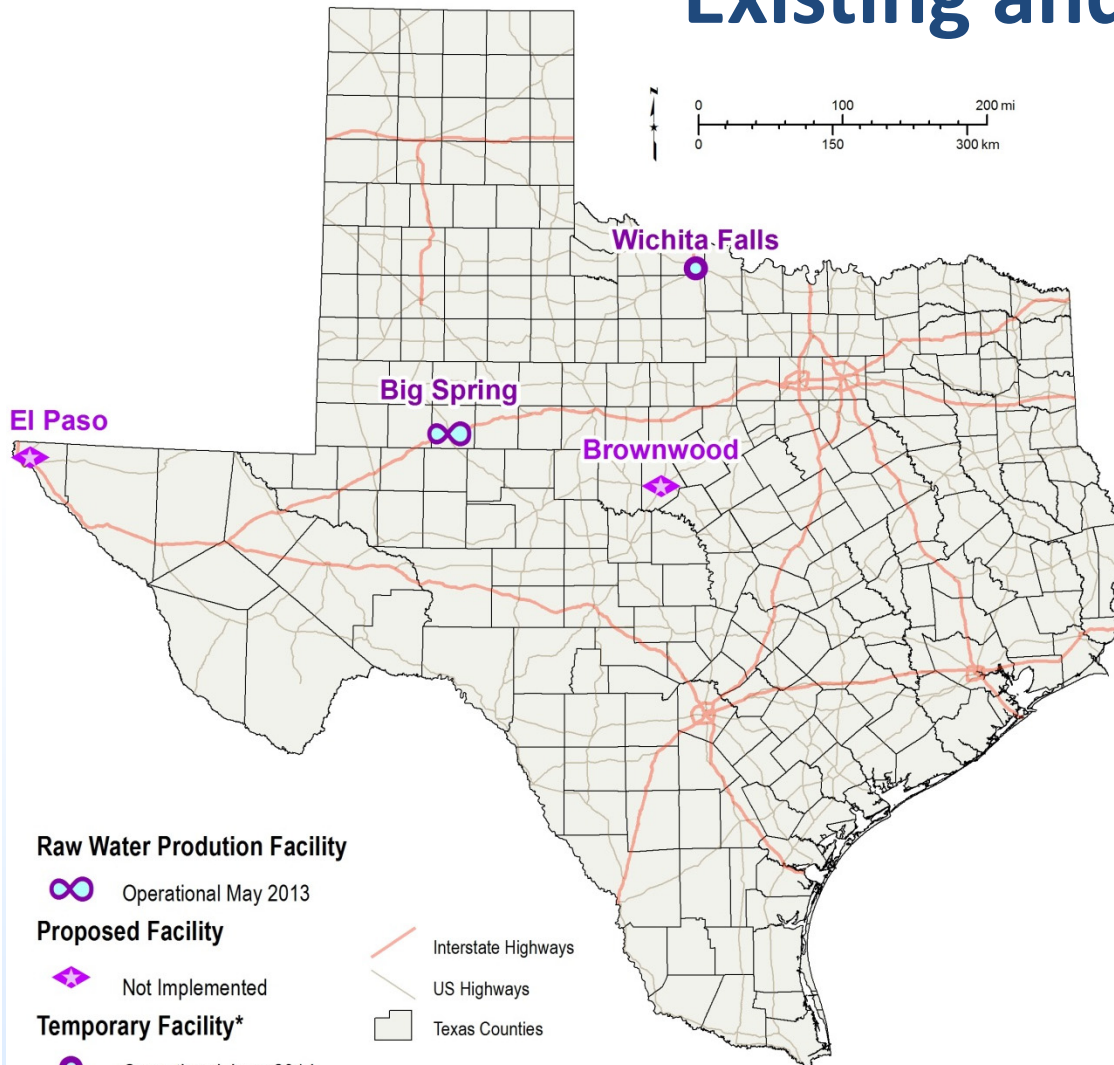 Existing and
N
0 100 200 mi
0 150 300 km
Wichita Falls
Big Spring
El Paso
Brownwood
Raw Water Prodution Facility
Operational May 2013
Proposed Facility
Not Implemented
Temporary Facility*
Interstate Highways
US Highways
Texas Counties